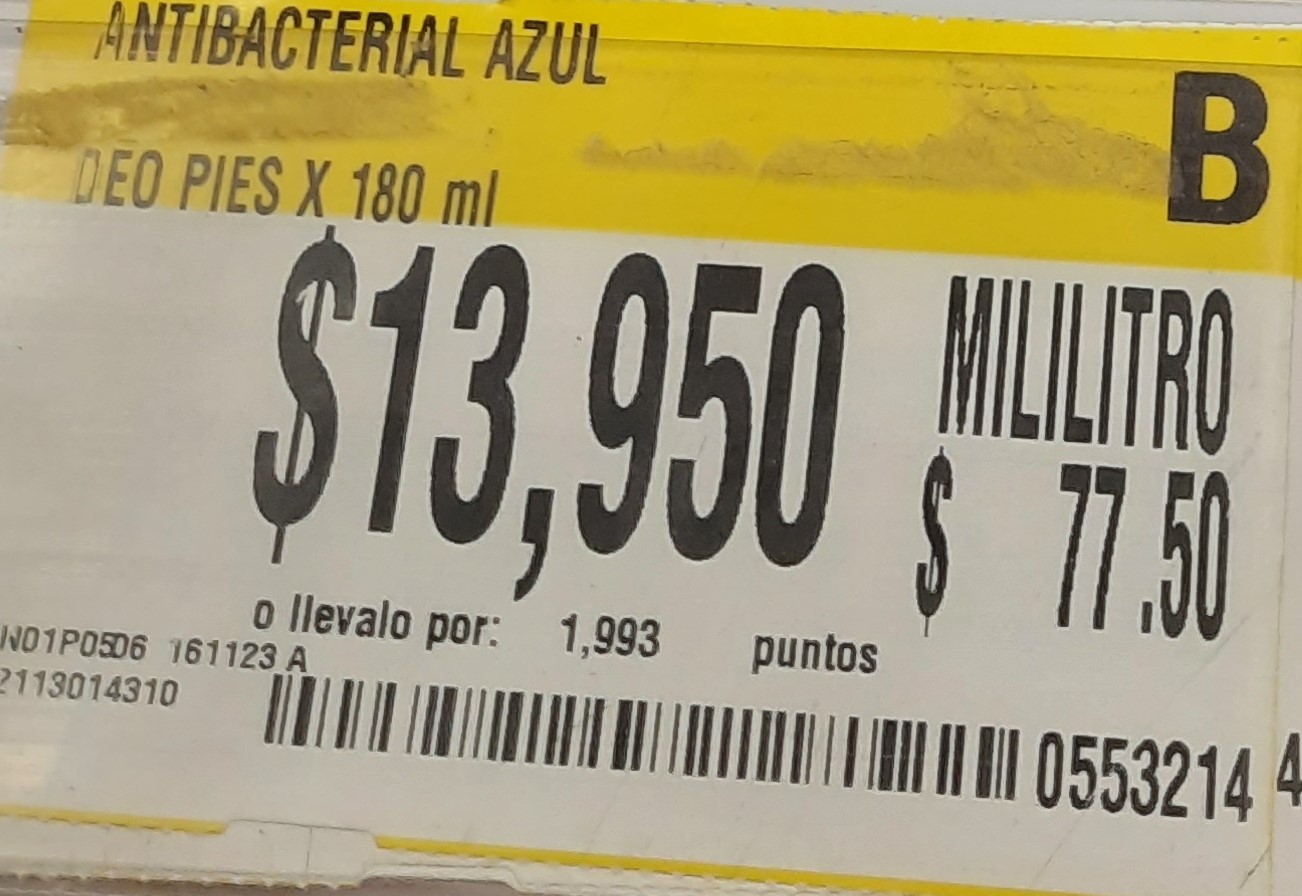 ANTIBACTERIAL AZUL
B
DEO PIES X 180 ml
$13,950
MILILITRO
$ 77.50
o llevalo por: 1,993 puntos
N01P0506 161123 A
2113014310
0553214 4